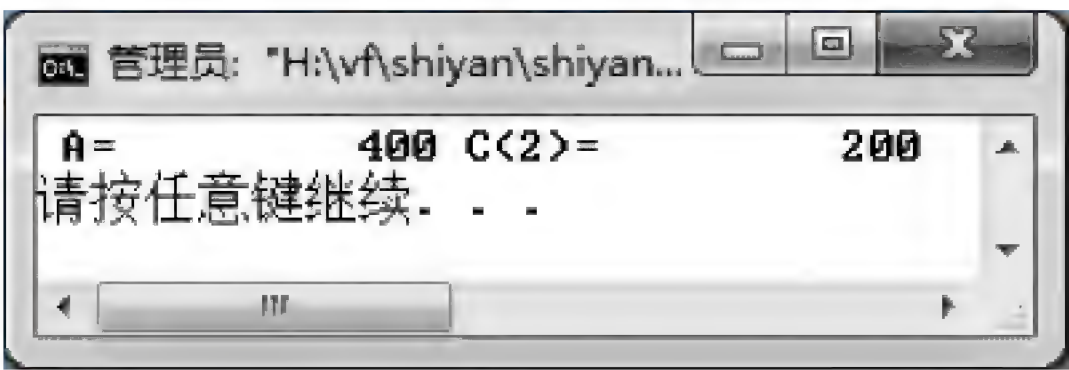 管理员: "H:\vf\shiyan\shiyan...
A=         400 C(2)=         200
请按任意键继续. . .